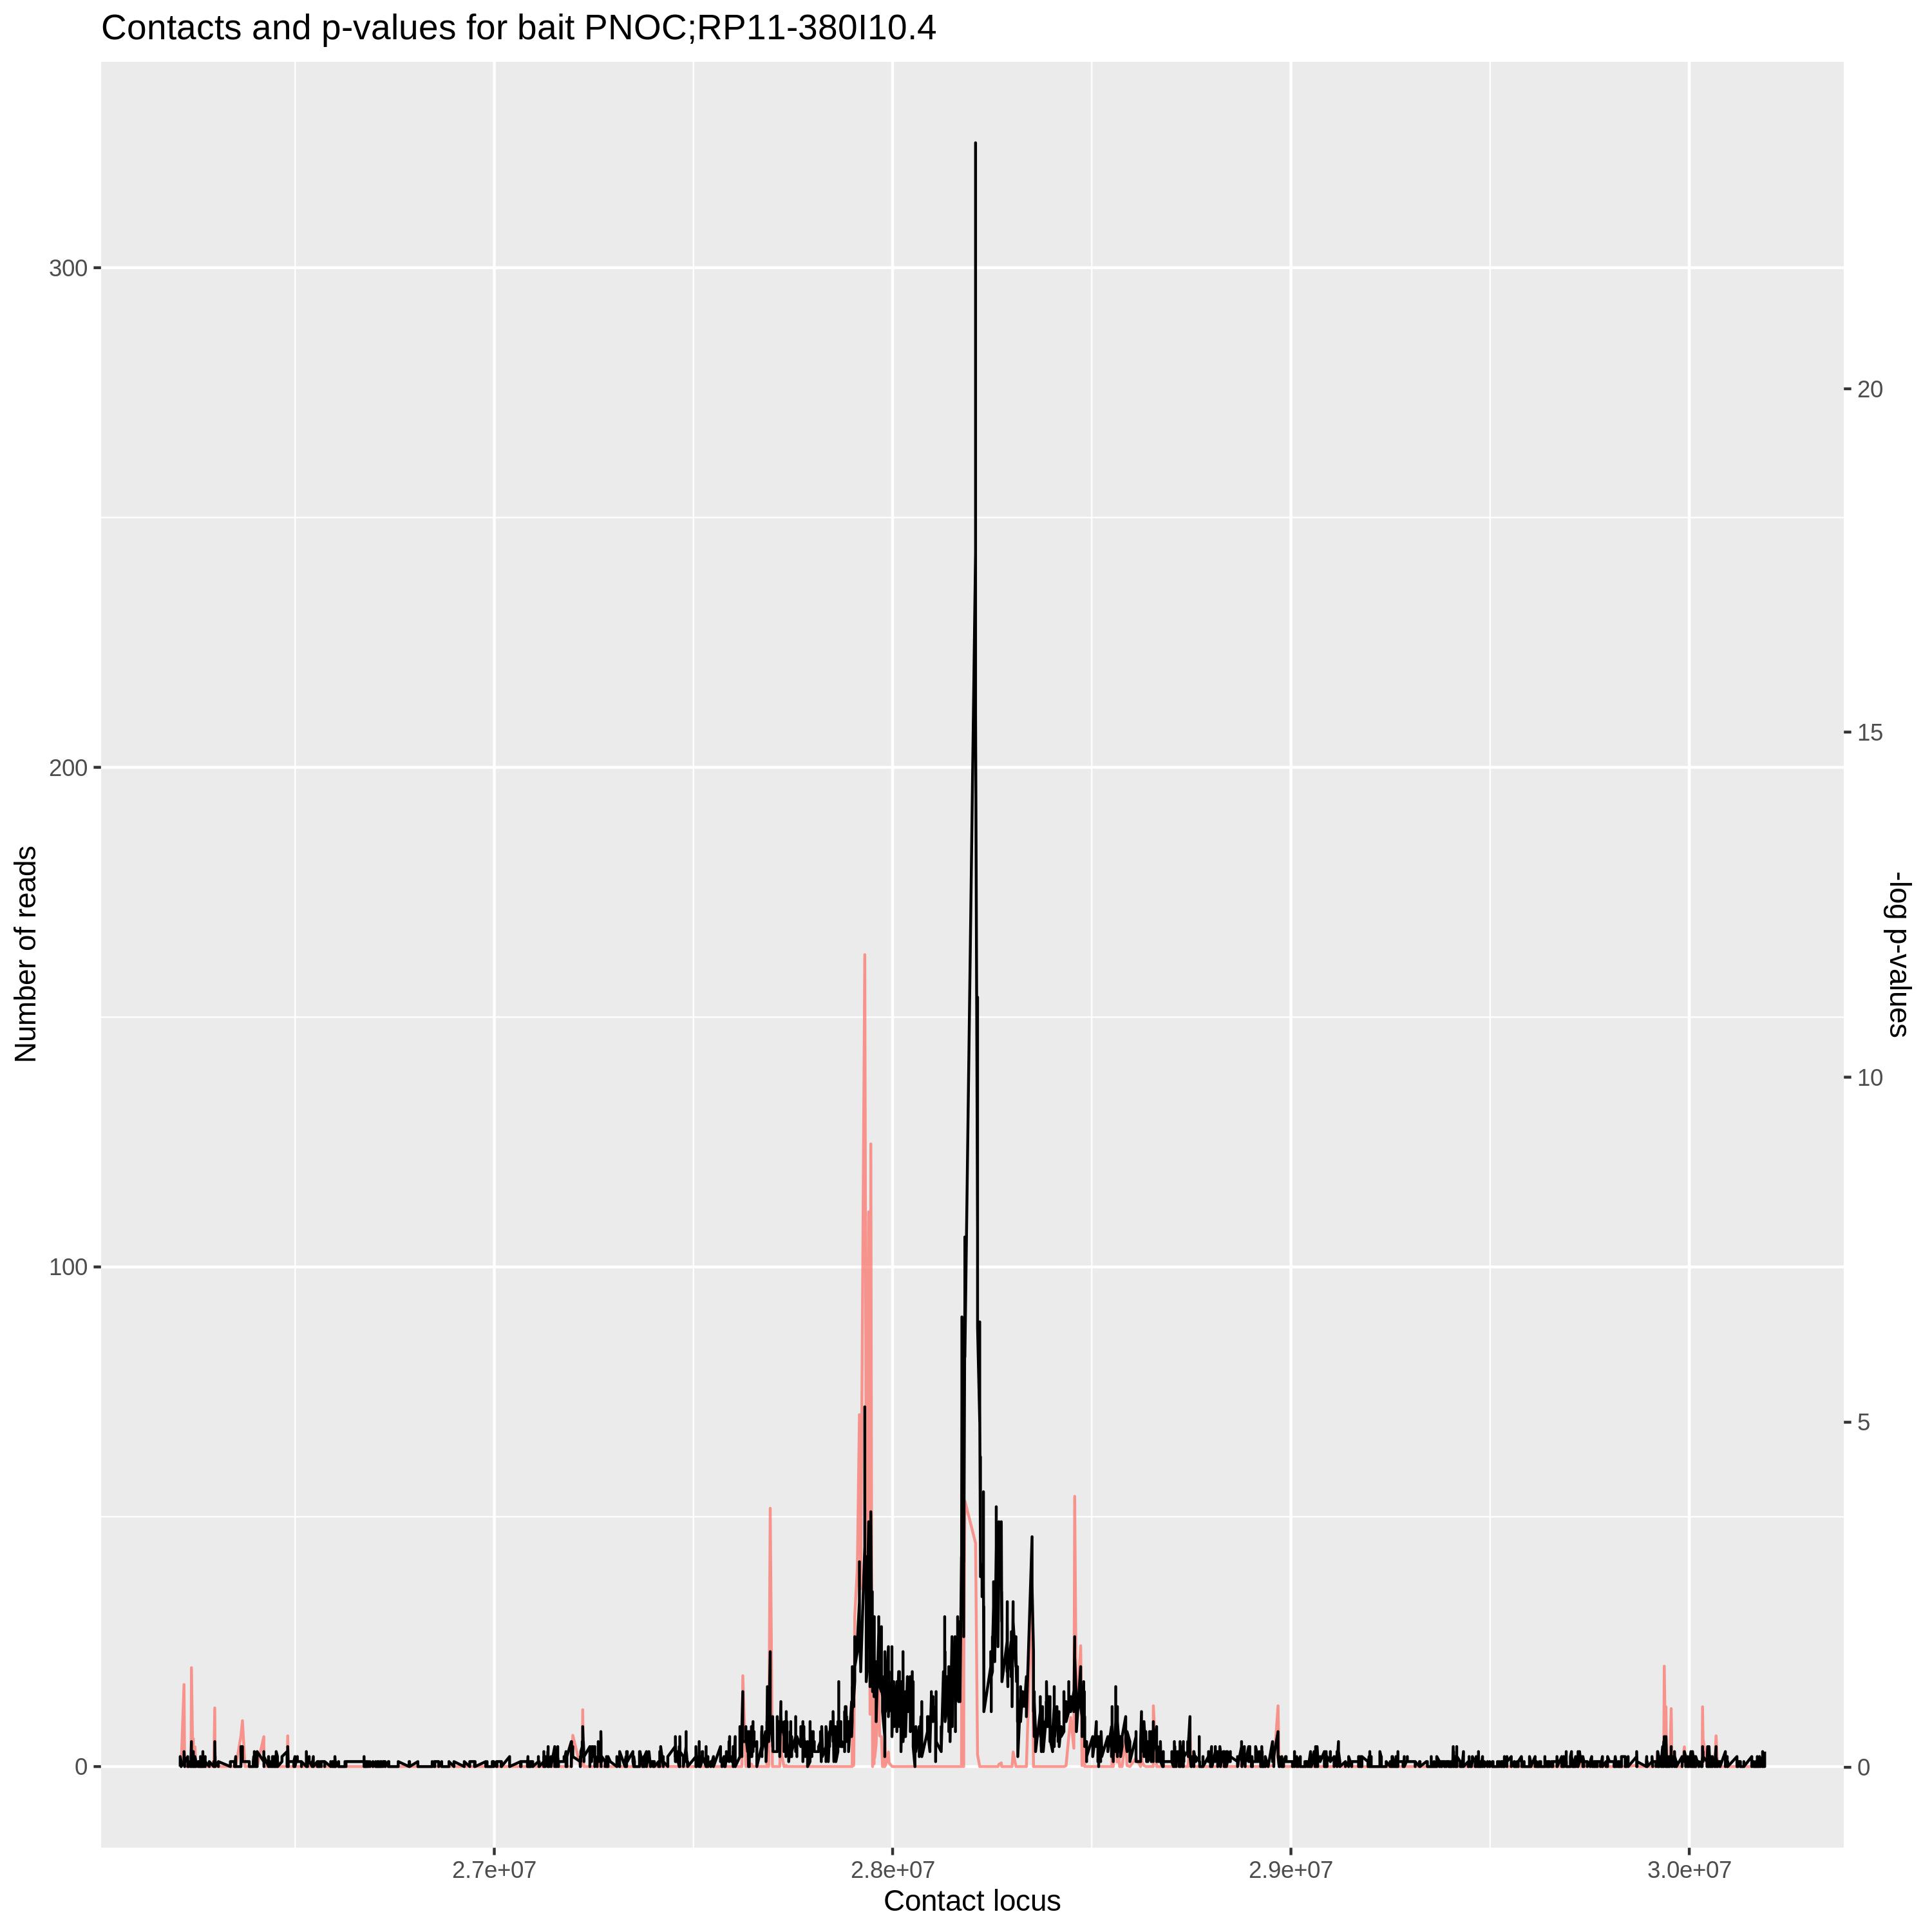 Contacts and p-values for bait PNOC;RP11-380I10.4
300
200
100
0
Number of reads
20
15
10
5
0
-log p-values
2.7e+07
2.8e+07
2.9e+07
3.0e+07
Contact locus